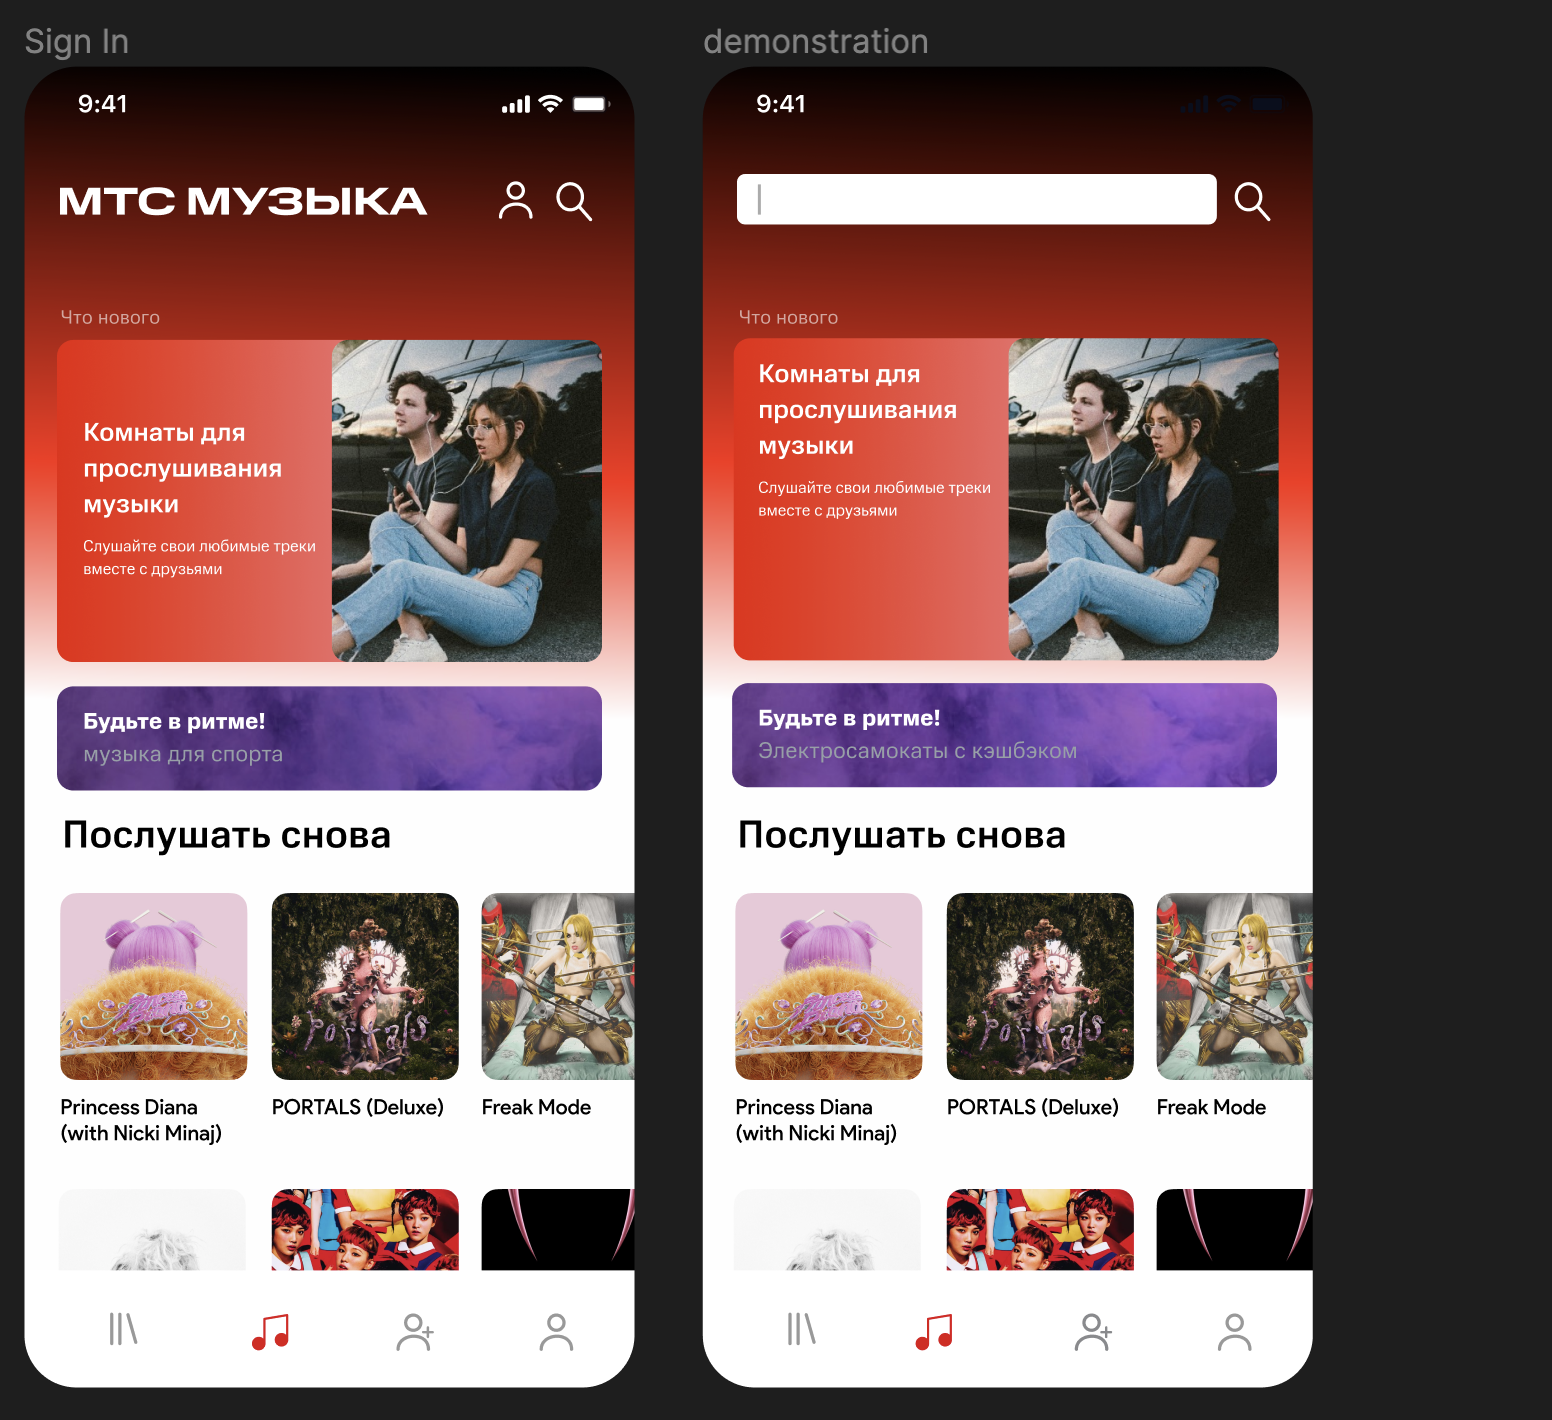 Sign In
9:41
МТС МУЗЫКА
Что нового
Комнаты для
прослушивания
музыки
Слушайте свои любимые треки
вместе с друзьями
Будьте в ритме!
музыка для спорта
Послушать снова
Princess Diana
(with Nicki Minaj)
PORTALS
PORTALS (Deluxe)
Freak Mode
demonstration
9:41
Что нового
Комнаты для
прослушивания
музыки
Слушайте свои любимые треки
вместе с друзьями
Будьте в ритме!
Электросамокаты с кэшбэком
Послушать снова
Princess Diana
(with Nicki Minaj)
PORTALS
PORTALS (Deluxe)
Freak Mode